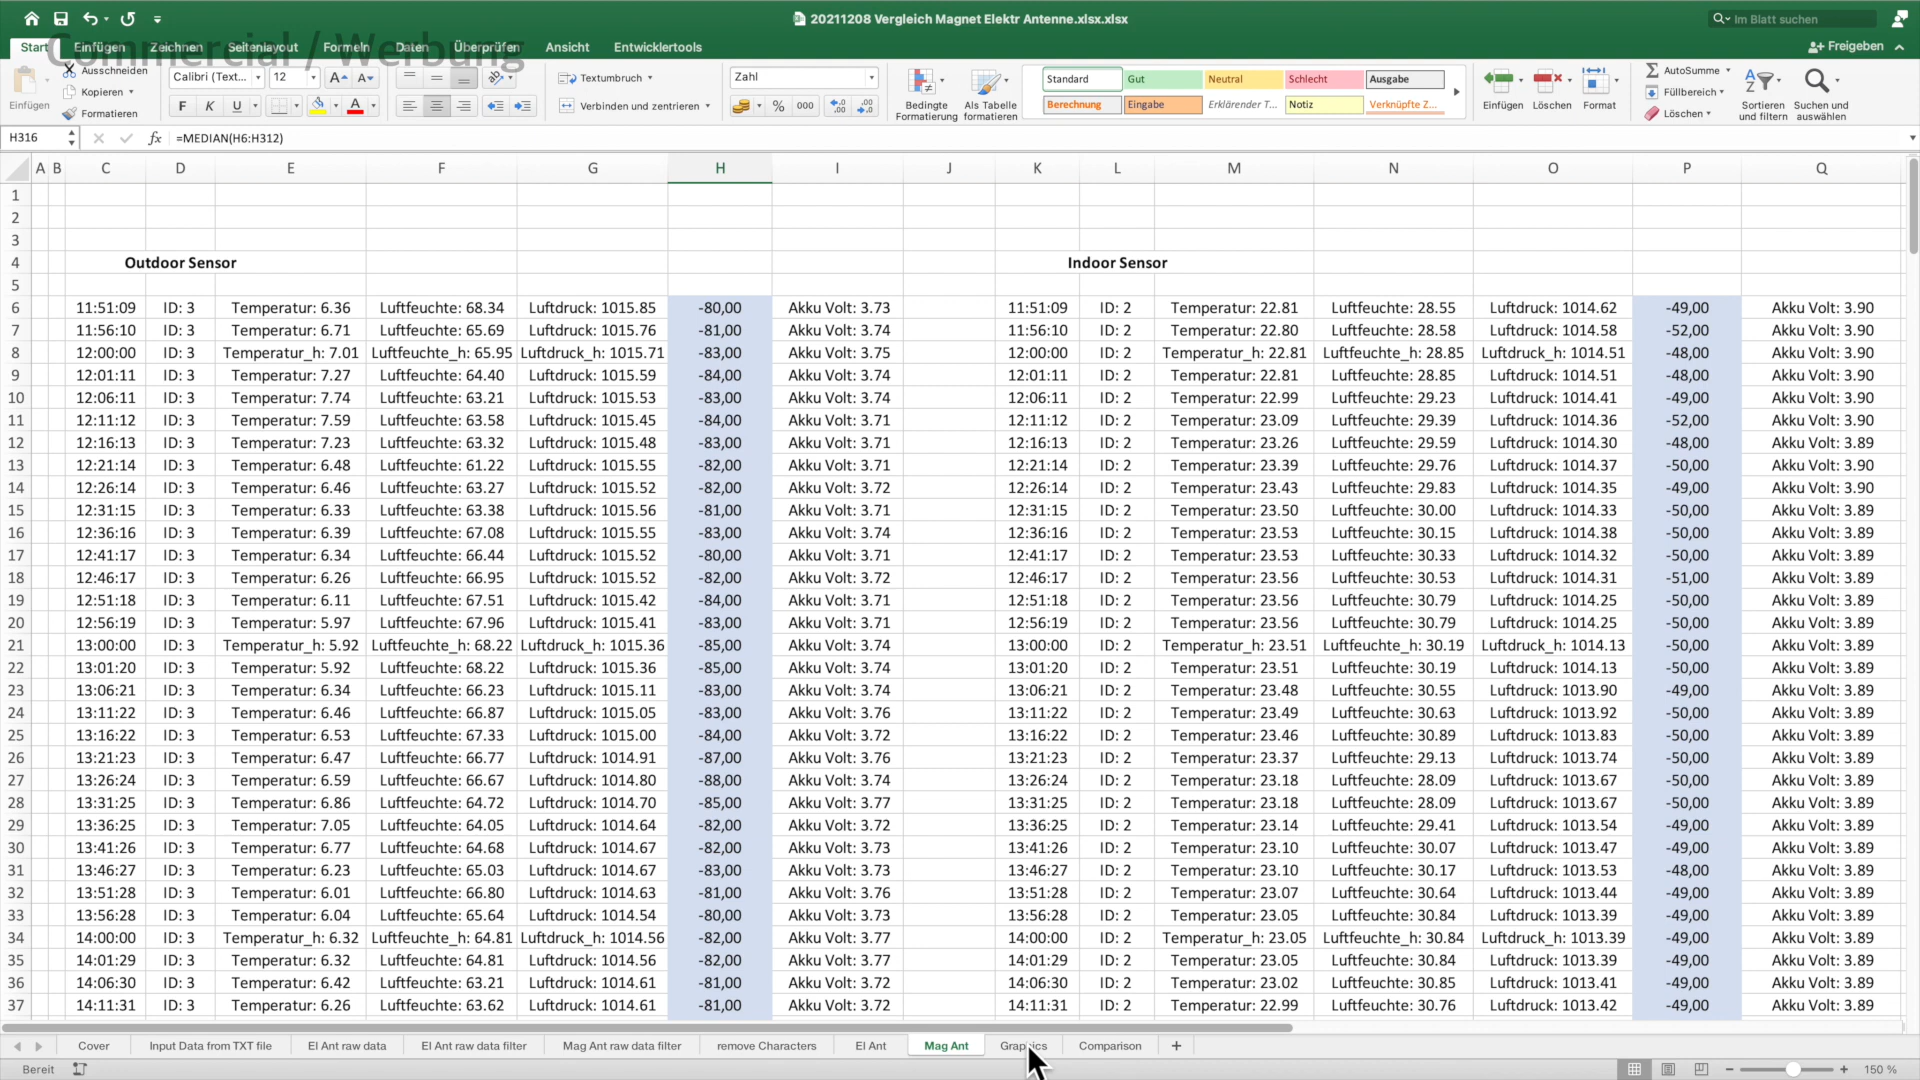 20211208 Vergleich Magnet Elektr Antenne.xlsx.xlsx
Im Blatt suchen
Commercial / Werbung
Start Einfügen Zeichnen Seitenlayout Formeln Daten Überprüfen Ansicht Entwicklertools
Freigeben
Einfügen
Ausschneiden
Kopieren
Formatieren
Calibri (Text... 12
F K U
Textumbruch
Verbinden und zentrieren
Zahl
% 000
Bedingte Formatierung
Als Tabelle formatieren
Standard Gut Neutral Schlecht Ausgabe
Berechnung Eingabe Erklärender T... Notiz Verknüpfte Z...
Einfügen Löschen Format
AutoSumme
Füllbereich
Löschen
Sortieren und filtern
Suchen und auswählen
H316 fx =MEDIAN(H6:H312)
A B C D E F G H I J K L M N O P Q
1
2
3
4 Outdoor Sensor Indoor Sensor
5
6 11:51:09 ID: 3 Temperatur: 6.36 Luftfeuchte: 68.34 Luftdruck: 1015.85 -80,00 Akku Volt: 3.73 11:51:09 ID: 2 Temperatur: 22.81 Luftfeuchte: 28.55 Luftdruck: 1014.62 -49,00 Akku Volt: 3.90
7 11:56:10 ID: 3 Temperatur: 6.71 Luftfeuchte: 65.69 Luftdruck: 1015.76 -81,00 Akku Volt: 3.74 11:56:10 ID: 2 Temperatur: 22.80 Luftfeuchte: 28.58 Luftdruck: 1014.58 -52,00 Akku Volt: 3.90
8 12:00:00 ID: 3 Temperatur_h: 7.01 Luftfeuchte_h: 65.95 Luftdruck_h: 1015.71 -83,00 Akku Volt: 3.75 12:00:00 ID: 2 Temperatur_h: 22.81 Luftfeuchte_h: 28.85 Luftdruck_h: 1014.51 -48,00 Akku Volt: 3.90
9 12:01:11 ID: 3 Temperatur: 7.27 Luftfeuchte: 64.40 Luftdruck: 1015.59 -84,00 Akku Volt: 3.74 12:01:11 ID: 2 Temperatur: 22.81 Luftfeuchte: 28.85 Luftdruck: 1014.51 -48,00 Akku Volt: 3.90
10 12:06:11 ID: 3 Temperatur: 7.74 Luftfeuchte: 63.21 Luftdruck: 1015.53 -83,00 Akku Volt: 3.74 12:06:11 ID: 2 Temperatur: 22.99 Luftfeuchte: 29.23 Luftdruck: 1014.41 -49,00 Akku Volt: 3.90
11 12:11:12 ID: 3 Temperatur: 7.59 Luftfeuchte: 63.58 Luftdruck: 1015.45 -84,00 Akku Volt: 3.71 12:11:12 ID: 2 Temperatur: 23.09 Luftfeuchte: 29.39 Luftdruck: 1014.36 -52,00 Akku Volt: 3.90
12 12:16:13 ID: 3 Temperatur: 7.23 Luftfeuchte: 63.32 Luftdruck: 1015.48 -83,00 Akku Volt: 3.71 12:16:13 ID: 2 Temperatur: 23.26 Luftfeuchte: 29.59 Luftdruck: 1014.30 -48,00 Akku Volt: 3.89
13 12:21:14 ID: 3 Temperatur: 6.48 Luftfeuchte: 61.22 Luftdruck: 1015.55 -82,00 Akku Volt: 3.71 12:21:14 ID: 2 Temperatur: 23.39 Luftfeuchte: 29.76 Luftdruck: 1014.37 -50,00 Akku Volt: 3.90
14 12:26:14 ID: 3 Temperatur: 6.46 Luftfeuchte: 63.27 Luftdruck: 1015.52 -82,00 Akku Volt: 3.72 12:26:14 ID: 2 Temperatur: 23.43 Luftfeuchte: 29.83 Luftdruck: 1014.35 -49,00 Akku Volt: 3.90
15 12:31:15 ID: 3 Temperatur: 6.33 Luftfeuchte: 63.38 Luftdruck: 1015.56 -81,00 Akku Volt: 3.71 12:31:15 ID: 2 Temperatur: 23.50 Luftfeuchte: 30.00 Luftdruck: 1014.33 -50,00 Akku Volt: 3.89
16 12:36:16 ID: 3 Temperatur: 6.39 Luftfeuchte: 67.08 Luftdruck: 1015.55 -83,00 Akku Volt: 3.74 12:36:16 ID: 2 Temperatur: 23.53 Luftfeuchte: 30.15 Luftdruck: 1014.38 -50,00 Akku Volt: 3.89
17 12:41:17 ID: 3 Temperatur: 6.34 Luftfeuchte: 66.44 Luftdruck: 1015.52 -80,00 Akku Volt: 3.71 12:41:17 ID: 2 Temperatur: 23.53 Luftfeuchte: 30.33 Luftdruck: 1014.32 -50,00 Akku Volt: 3.89
18 12:46:17 ID: 3 Temperatur: 6.26 Luftfeuchte: 66.95 Luftdruck: 1015.52 -82,00 Akku Volt: 3.72 12:46:17 ID: 2 Temperatur: 23.56 Luftfeuchte: 30.53 Luftdruck: 1014.31 -51,00 Akku Volt: 3.89
19 12:51:18 ID: 3 Temperatur: 6.11 Luftfeuchte: 67.51 Luftdruck: 1015.42 -84,00 Akku Volt: 3.71 12:51:18 ID: 2 Temperatur: 23.56 Luftfeuchte: 30.79 Luftdruck: 1014.25 -50,00 Akku Volt: 3.89
20 12:56:19 ID: 3 Temperatur: 5.97 Luftfeuchte: 67.96 Luftdruck: 1015.41 -83,00 Akku Volt: 3.71 12:56:19 ID: 2 Temperatur: 23.56 Luftfeuchte: 30.79 Luftdruck: 1014.25 -50,00 Akku Volt: 3.89
21 13:00:00 ID: 3 Temperatur_h: 5.92 Luftfeuchte_h: 68.22 Luftdruck_h: 1015.36 -85,00 Akku Volt: 3.74 13:00:00 ID: 2 Temperatur_h: 23.51 Luftfeuchte_h: 30.19 Luftdruck_h: 1014.13 -50,00 Akku Volt: 3.89
22 13:01:20 ID: 3 Temperatur: 5.92 Luftfeuchte: 68.22 Luftdruck: 1015.36 -85,00 Akku Volt: 3.74 13:01:20 ID: 2 Temperatur: 23.51 Luftfeuchte: 30.19 Luftdruck: 1014.13 -50,00 Akku Volt: 3.89
23 13:06:21 ID: 3 Temperatur: 6.34 Luftfeuchte: 66.23 Luftdruck: 1015.11 -83,00 Akku Volt: 3.74 13:06:21 ID: 2 Temperatur: 23.48 Luftfeuchte: 30.55 Luftdruck: 1013.90 -49,00 Akku Volt: 3.89
24 13:11:22 ID: 3 Temperatur: 6.46 Luftfeuchte: 66.87 Luftdruck: 1015.05 -83,00 Akku Volt: 3.76 13:11:22 ID: 2 Temperatur: 23.49 Luftfeuchte: 30.63 Luftdruck: 1013.92 -50,00 Akku Volt: 3.89
25 13:16:22 ID: 3 Temperatur: 6.53 Luftfeuchte: 67.33 Luftdruck: 1015.00 -84,00 Akku Volt: 3.72 13:16:22 ID: 2 Temperatur: 23.46 Luftfeuchte: 30.89 Luftdruck: 1013.83 -50,00 Akku Volt: 3.89
26 13:21:23 ID: 3 Temperatur: 6.47 Luftfeuchte: 66.77 Luftdruck: 1014.91 -87,00 Akku Volt: 3.76 13:21:23 ID: 2 Temperatur: 23.37 Luftfeuchte: 29.13 Luftdruck: 1013.74 -50,00 Akku Volt: 3.89
27 13:26:24 ID: 3 Temperatur: 6.59 Luftfeuchte: 66.67 Luftdruck: 1014.80 -88,00 Akku Volt: 3.74 13:26:24 ID: 2 Temperatur: 23.18 Luftfeuchte: 28.09 Luftdruck: 1013.67 -50,00 Akku Volt: 3.89
28 13:31:25 ID: 3 Temperatur: 6.86 Luftfeuchte: 64.72 Luftdruck: 1014.70 -85,00 Akku Volt: 3.77 13:31:25 ID: 2 Temperatur: 23.18 Luftfeuchte: 28.09 Luftdruck: 1013.67 -50,00 Akku Volt: 3.89
29 13:36:25 ID: 3 Temperatur: 7.05 Luftfeuchte: 64.05 Luftdruck: 1014.64 -82,00 Akku Volt: 3.72 13:36:25 ID: 2 Temperatur: 23.14 Luftfeuchte: 29.41 Luftdruck: 1013.54 -49,00 Akku Volt: 3.89
30 13:41:26 ID: 3 Temperatur: 6.77 Luftfeuchte: 64.68 Luftdruck: 1014.67 -82,00 Akku Volt: 3.73 13:41:26 ID: 2 Temperatur: 23.10 Luftfeuchte: 30.07 Luftdruck: 1013.47 -49,00 Akku Volt: 3.89
31 13:46:27 ID: 3 Temperatur: 6.23 Luftfeuchte: 65.03 Luftdruck: 1014.67 -83,00 Akku Volt: 3.73 13:46:27 ID: 2 Temperatur: 23.10 Luftfeuchte: 30.17 Luftdruck: 1013.53 -48,00 Akku Volt: 3.89
32 13:51:28 ID: 3 Temperatur: 6.01 Luftfeuchte: 66.80 Luftdruck: 1014.63 -81,00 Akku Volt: 3.76 13:51:28 ID: 2 Temperatur: 23.07 Luftfeuchte: 30.64 Luftdruck: 1013.44 -49,00 Akku Volt: 3.89
33 13:56:28 ID: 3 Temperatur: 6.04 Luftfeuchte: 65.64 Luftdruck: 1014.54 -80,00 Akku Volt: 3.73 13:56:28 ID: 2 Temperatur: 23.05 Luftfeuchte: 30.84 Luftdruck: 1013.39 -49,00 Akku Volt: 3.89
34 14:00:00 ID: 3 Temperatur_h: 6.32 Luftfeuchte_h: 64.81 Luftdruck_h: 1014.56 -82,00 Akku Volt: 3.77 14:00:00 ID: 2 Temperatur_h: 23.05 Luftfeuchte_h: 30.84 Luftdruck_h: 1013.39 -49,00 Akku Volt: 3.89
35 14:01:29 ID: 3 Temperatur: 6.32 Luftfeuchte: 64.81 Luftdruck: 1014.56 -82,00 Akku Volt: 3.77 14:01:29 ID: 2 Temperatur: 23.05 Luftfeuchte: 30.84 Luftdruck: 1013.39 -49,00 Akku Volt: 3.89
36 14:06:30 ID: 3 Temperatur: 6.42 Luftfeuchte: 63.21 Luftdruck: 1014.61 -81,00 Akku Volt: 3.72 14:06:30 ID: 2 Temperatur: 23.02 Luftfeuchte: 30.85 Luftdruck: 1013.41 -49,00 Akku Volt: 3.89
37 14:11:31 ID: 3 Temperatur: 6.26 Luftfeuchte: 63.62 Luftdruck: 1014.61 -81,00 Akku Volt: 3.72 14:11:31 ID: 2 Temperatur: 22.99 Luftfeuchte: 30.76 Luftdruck: 1013.42 -49,00 Akku Volt: 3.89
Cover Input Data from TXT file El Ant raw data El Ant raw data filter Mag Ant raw data filter remove Characters El Ant Mag Ant Graphics Comparison +
Bereit 150 %